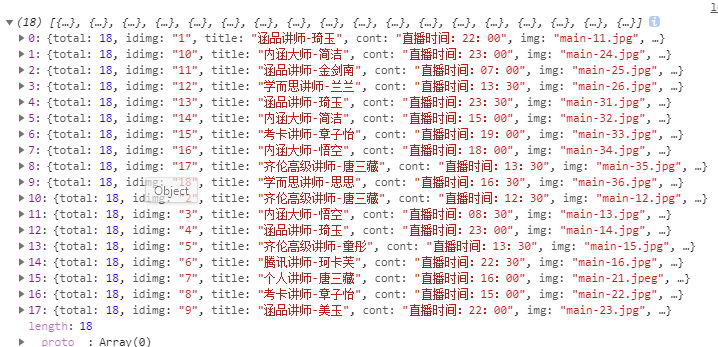 (18) [{…}, {…}, {…}, {…}, {…}, {…}, {…}, {…}, {…}, {…}, {…}, {…}, {…}, {…}, {…}, {…}, {…}, {…}]
0: {total: 18, idimg: "1", title: "涵品讲师-琦玉", cont: "直播时间: 22: 00", img: "main-11.jpg", …}
1: {total: 18, idimg: "10", title: "内涵大师-简洁", cont: "直播时间: 23: 00", img: "main-24.jpg", …}
2: {total: 18, idimg: "11", title: "涵品讲师-金剑南", cont: "直播时间: 07: 00", img: "main-25.jpg", …}
3: {total: 18, idimg: "12", title: "学而思讲师-兰兰", cont: "直播时间: 13: 30", img: "main-26.jpg", …}
4: {total: 18, idimg: "13", title: "涵品讲师-琦玉", cont: "直播时间: 23: 30", img: "main-31.jpg", …}
5: {total: 18, idimg: "14", title: "内涵大师-简洁", cont: "直播时间: 15: 00", img: "main-32.jpg", …}
6: {total: 18, idimg: "15", title: "考卡讲师-章子怡", cont: "直播时间: 19: 00", img: "main-33.jpg", …}
7: {total: 18, idimg: "16", title: "内涵大师-悟空", cont: "直播时间: 18: 00", img: "main-34.jpg", …}
8: {total: 18, idimg: "17", title: "齐伦高级讲师-唐三藏", cont: "直播时间: 13: 30", img: "main-35.jpg", …}
9: {total: 18, idimg: "18", title: "学而思讲师-思思", cont: "直播时间: 16: 30", img: "main-36.jpg", …}
Object
10: {total: 18, idimg: "2", title: "齐伦高级讲师-唐三藏", cont: "直播时间: 12: 30", img: "main-12.jpg", …}
11: {total: 18, idimg: "3", title: "内涵大师-悟空", cont: "直播时间: 08: 30", img: "main-13.jpg", …}
12: {total: 18, idimg: "4", title: "涵品讲师-琦玉", cont: "直播时间: 23: 00", img: "main-14.jpg", …}
13: {total: 18, idimg: "5", title: "齐伦高级讲师-童彤", cont: "直播时间: 13: 30", img: "main-15.jpg", …}
14: {total: 18, idimg: "6", title: "腾讯讲师-珂卡芙", cont: "直播时间: 22: 30", img: "main-16.jpg", …}
15: {total: 18, idimg: "7", title: "个人讲师-唐三藏", cont: "直播时间: 16: 00", img: "main-21.jpeg", …}
16: {total: 18, idimg: "8", title: "考卡讲师-章子怡", cont: "直播时间: 15: 00", img: "main-22.jpg", …}
17: {total: 18, idimg: "9", title: "涵品讲师-美玉", cont: "直播时间: 22: 00", img: "main-23.jpg", …}
length: 18
proto : Array(0)